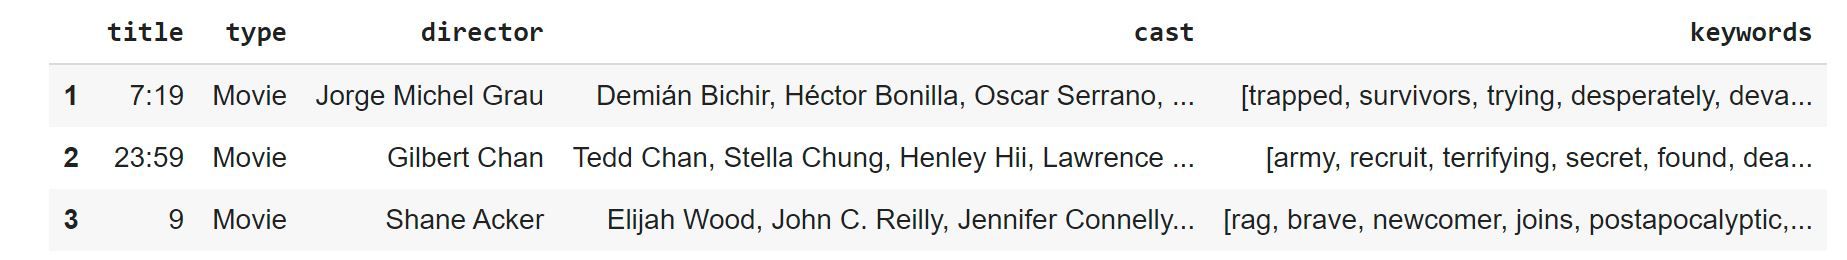 title type director cast keywords
1 7:19 Movie Jorge Michel Grau Demián Bichir, Héctor Bonilla, Oscar Serrano, ... [trapped, survivors, trying, desperately, deva...
2 23:59 Movie Gilbert Chan Tedd Chan, Stella Chung, Henley Hii, Lawrence ... [army, recruit, terrifying, secret, found, dea...
3 9 Movie Shane Acker Elijah Wood, John C. Reilly, Jennifer Connelly... [rag, brave, newcomer, joins, postapocalyptic,...